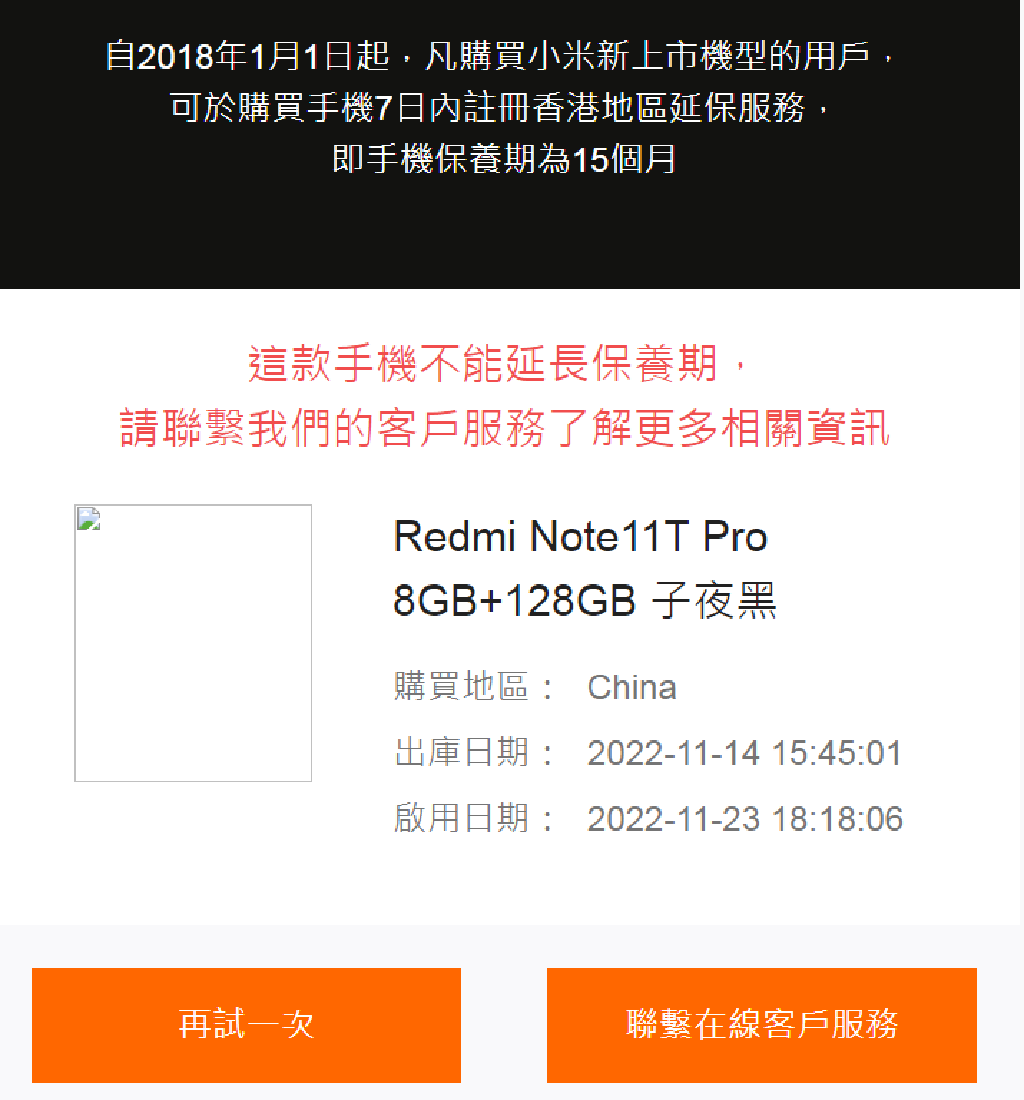 自2018年1月1日起，凡購買小米新上市機型的用戶，
可於購買手機7日內註冊香港地區延保服務，
即手機保養期為15個月
這款手機不能延長保養期，
請聯繫我們的客戶服務了解更多相關資訊
Redmi Note11T Pro
8GB+128GB 子夜黑
購買地區： China
出庫日期： 2022-11-14 15:45:01
啟用日期： 2022-11-23 18:18:06
再試一次
聯繫在線客戶服務